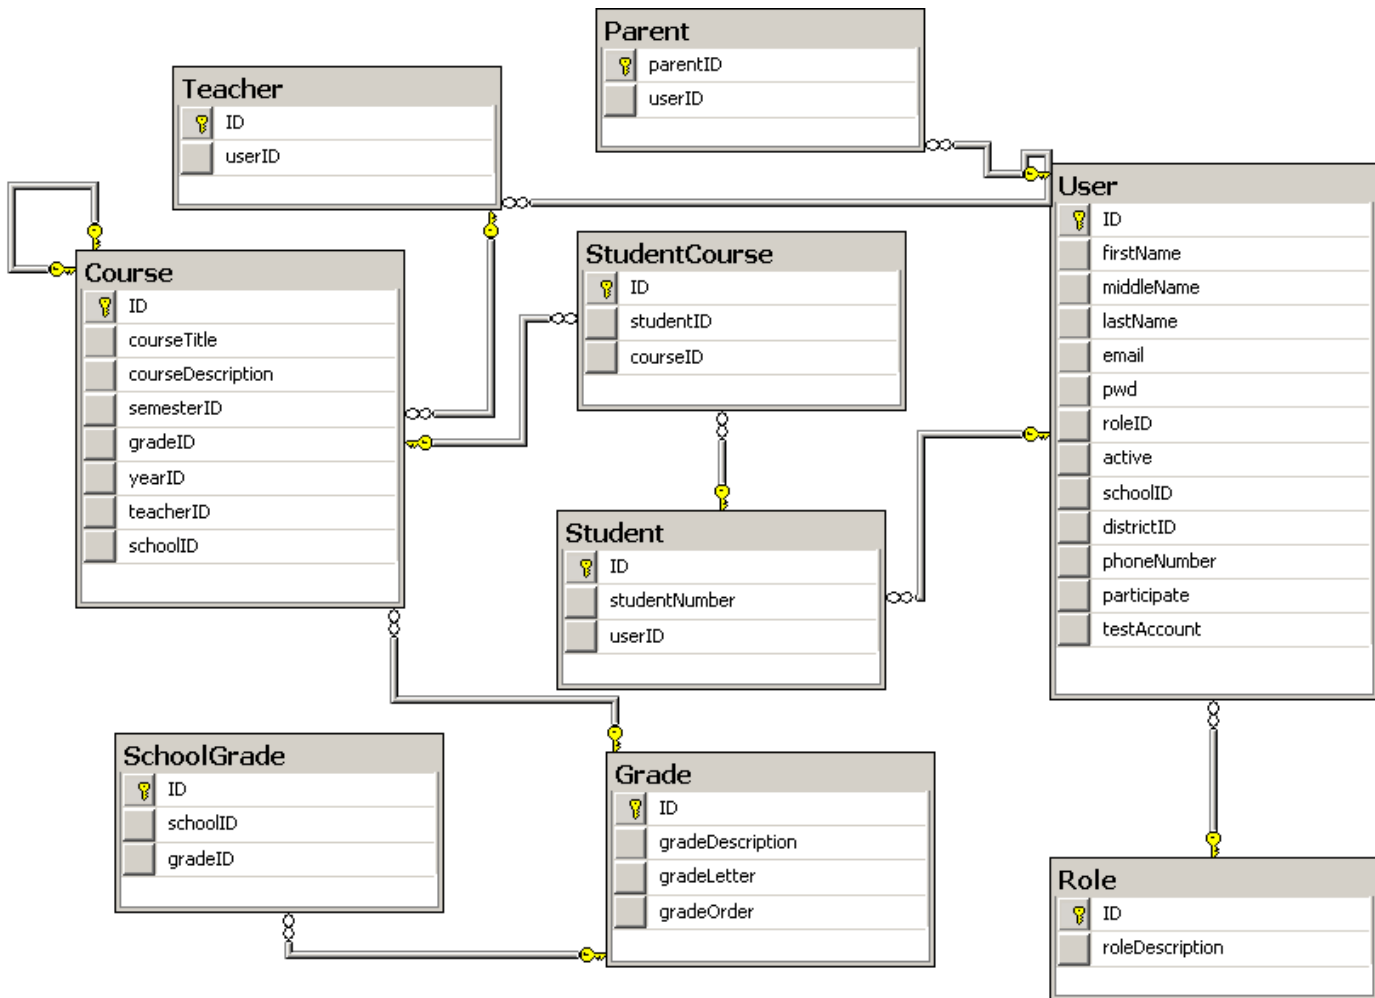 Parent
parentID
userID
Teacher
ID
userID
User
ID
firstName
middleName
lastName
email
pwd
roleID
active
schoolID
districtID
phoneNumber
participate
testAccount
Course
ID
courseTitle
courseDescription
semesterID
gradeID
yearID
teacherID
schoolID
StudentCourse
ID
studentID
courseID
Student
ID
studentNumber
userID
SchoolGrade
ID
schoolID
gradeID
Grade
ID
gradeDescription
gradeLetter
gradeOrder
Role
ID
roleDescription